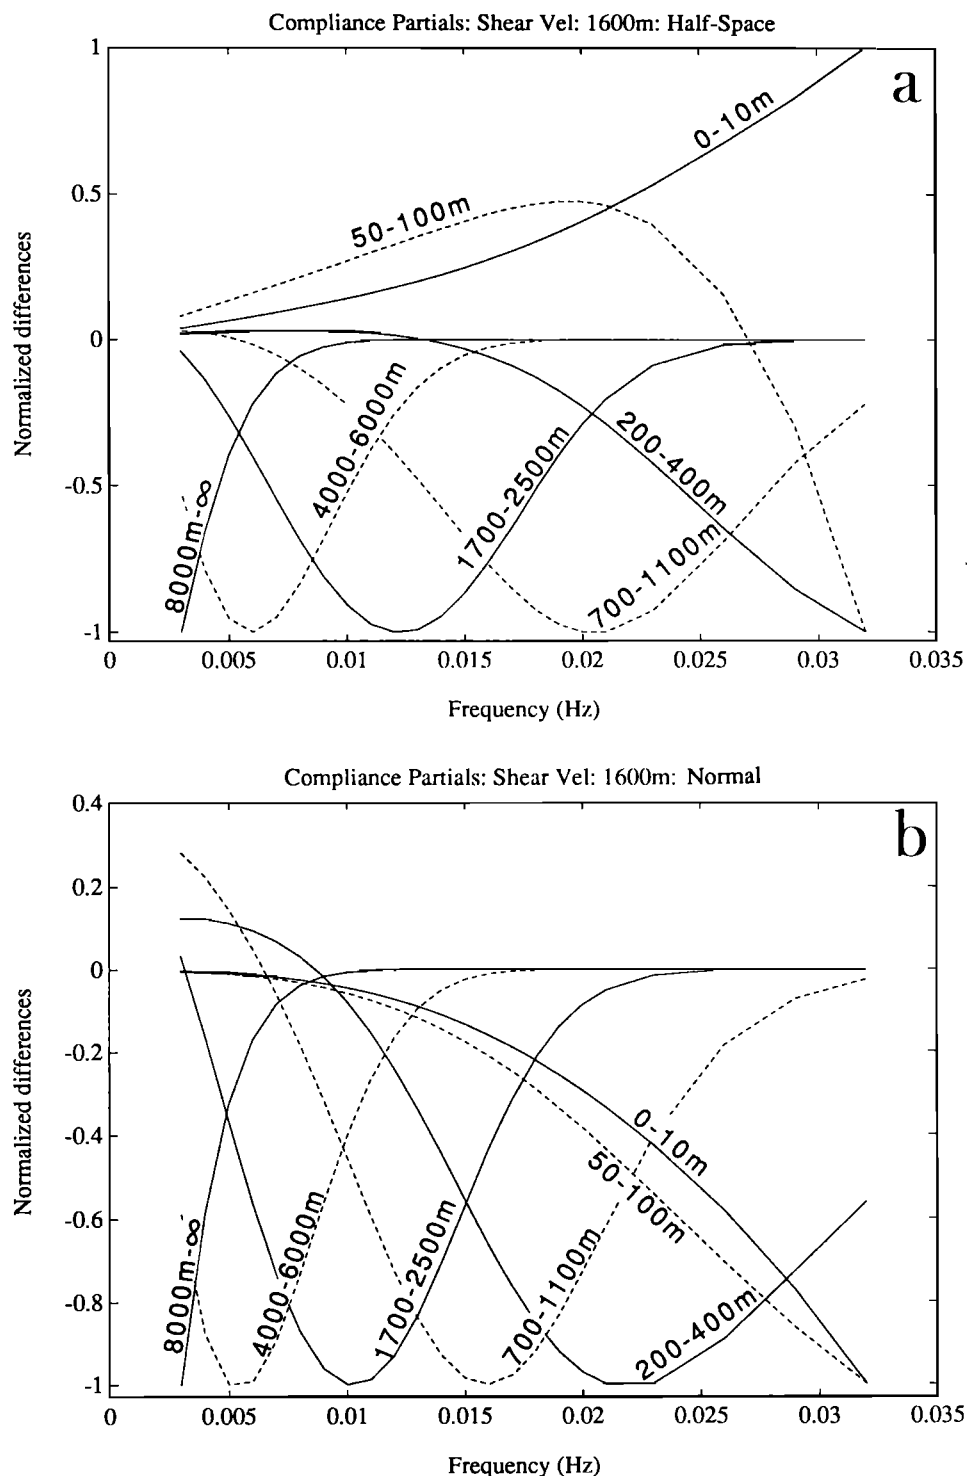 Compliance Partials: Shear Vel: 1600m: Half-Space
a
1
0.5
0
-0.5
-1
Normalized differences
0-10m
50-100m
8000m-∞
4000-6000m
1700-2500m
200-400m
700-1100m
0
0.005
0.01
0.015
0.02
0.025
0.03
0.035
Frequency (Hz)
Compliance Partials: Shear Vel: 1600m: Normal
b
0.4
0.2
0
-0.2
-0.4
-0.6
-0.8
-1
Normalized differences
8000m-∞
4000-6000m
1700-2500m
700-1100m
0-10m
50-100m
200-400m
0
0.005
0.01
0.015
0.02
0.025
0.03
0.035
Frequency (Hz)